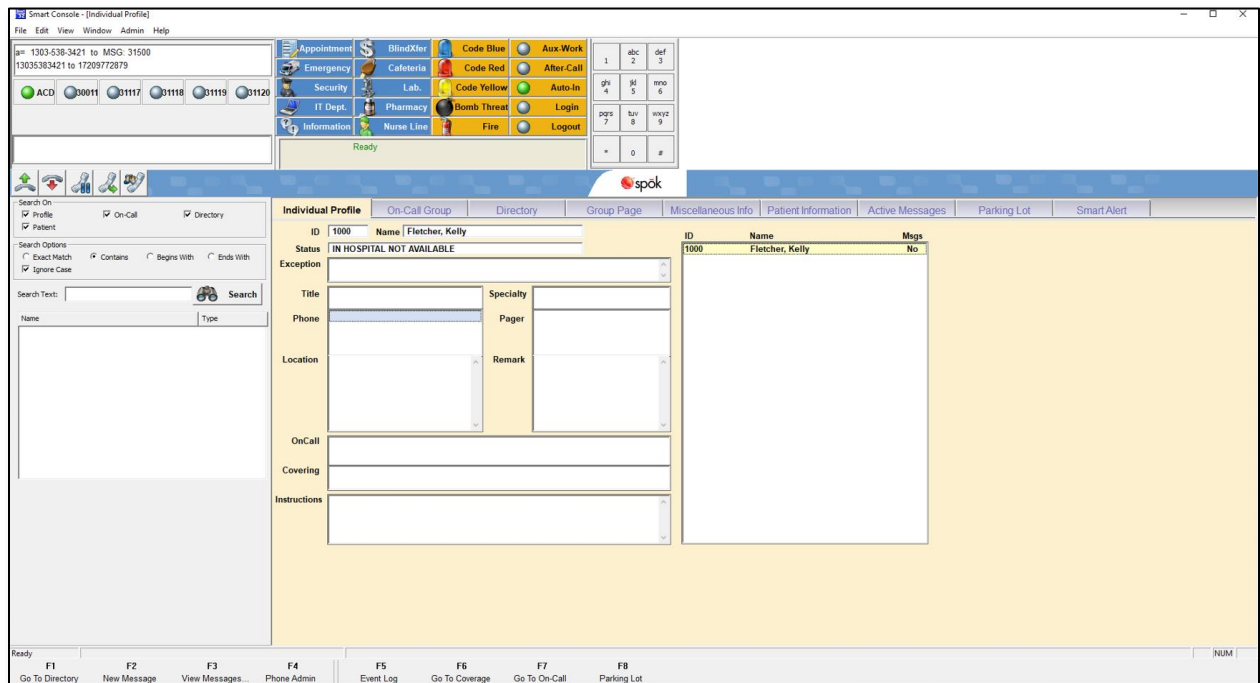 Smart Console - [Individual Profile]
File Edit View Window Admin Help
a= 1303-538-3421 to MSG: 31500
13035383421 to 17209772879
ACD 30011 31117 31118 31119 31120
Appointment BlindXfer Code Blue Aux-Work
Emergency Cafeteria Code Red After-Call
Security Lab. Code Yellow Auto-In
IT Dept. Pharmacy Bomb Threat Login
Information Nurse Line Fire Logout
Ready
1 abc 2 def 3
ghi 4 jkl 5 mno 6
pqrs 7 tuv 8 wxyz 9
* 0 #
spōk
Search On
Profile On-Call Directory
Patient
Search Options
Exact Match Contains Begins With Ends With
Ignore Case
Search Text: Search
Name Type
Individual Profile On-Call Group Directory Group Page Miscellaneous Info Patient Information Active Messages Parking Lot Smart Alert
ID 1000 Name Fletcher, Kelly
Status IN HOSPITAL NOT AVAILABLE
Exception
Title Specialty
Phone Pager
Location Remark
OnCall
Covering
Instructions
ID Name Msgs
1000 Fletcher, Kelly No
Ready NUM
F1 F2 F3 F4 F5 F6 F7 F8
Go To Directory New Message View Messages... Phone Admin Event Log Go To Coverage Go To On-Call Parking Lot